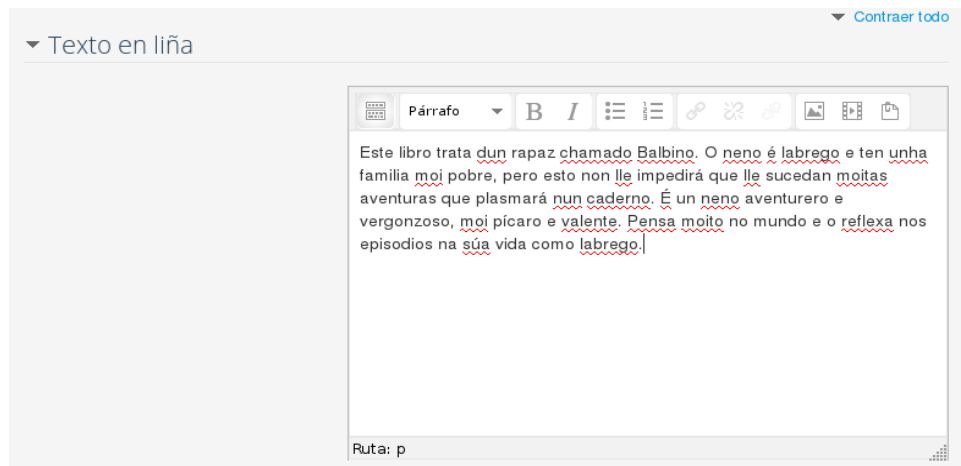 Contraer todo
Texto en liña
Párrafo B I
Este libro trata dun rapaz chamado Balbino. O neno é labrego e ten unha
familia moi pobre, pero esto non lle impedirá que lle sucedan moitas
aventuras que plasmará nun caderno. É un neno aventurero e
vergonzoso, moi pícaro e valente. Pensa moito no mundo e o reflexa nos
episodios na súa vida como labrego.
Ruta: p